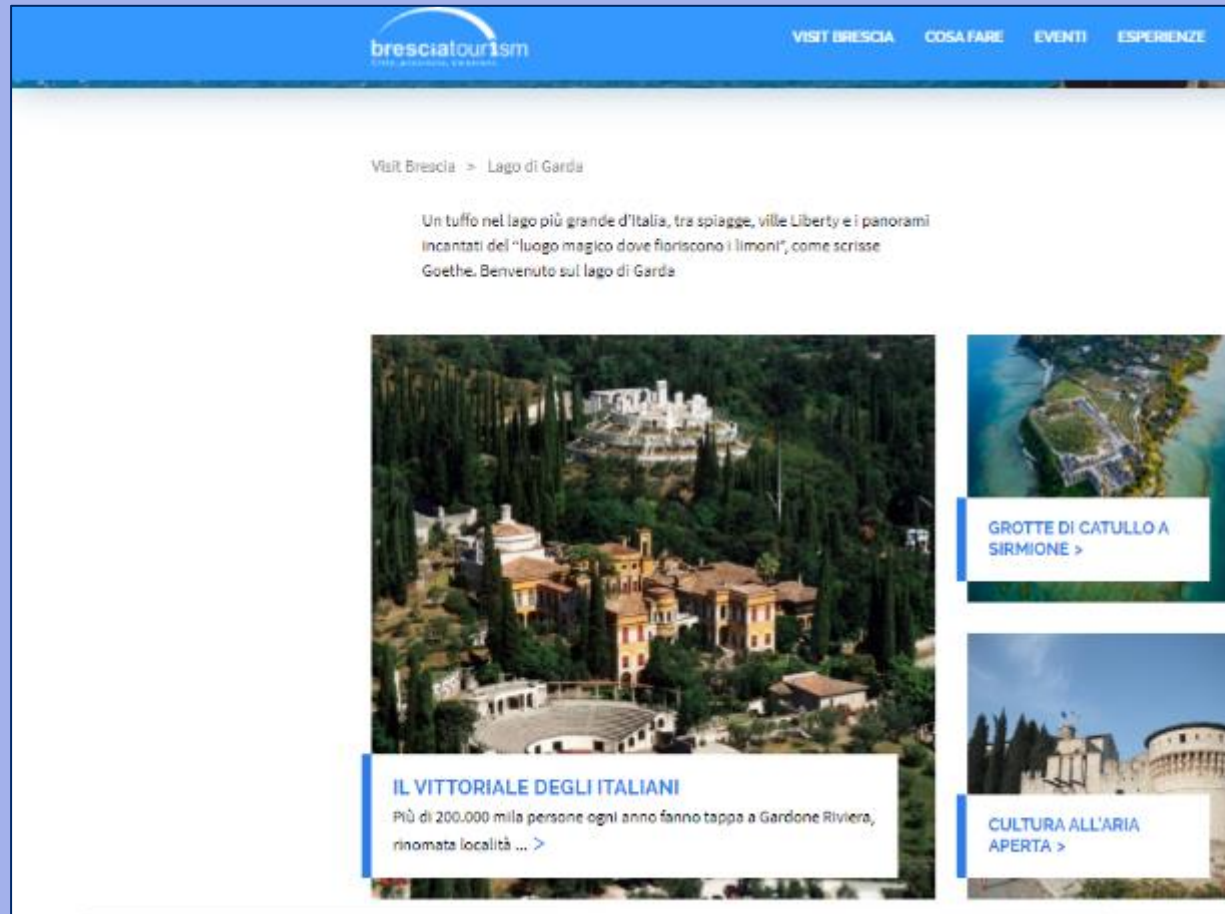 bresciatourism
VISIT BRESCIA COSA FARE EVENTI ESPERIENZE
Visit Brescia > Lago di Garda
Un tuffo nel lago più grande d'Italia, tra spiagge, ville Liberty e i panorami
incantati del "luogo magico dove fioriscono i limoni", come scrisse
Goethe. Benvenuto sul lago di Garda
IL VITTORIALE DEGLI ITALIANI
Più di 200.000 mila persone ogni anno fanno tappa a Gardone Riviera,
rinomata località ... >
GROTTE DI CATULLO A
SIRMIONE >
CULTURA ALL'ARIA
APERTA >